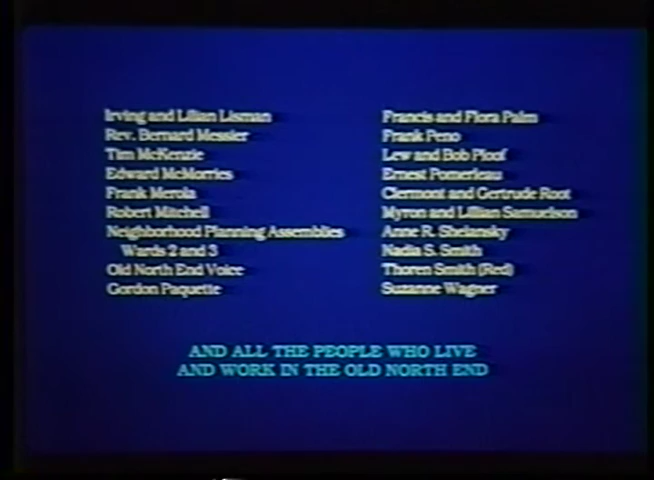 Irving and Lilian Lisman
Rev. Bernard Messier
Tim McKenzie
Edward McMorries
Frank Merola
Robert Mitchell
Neighborhood Planning Assemblies
Wards 2 and 3
Old North End Voice
Gordon Paquette
Francis and Flora Palm
Frank Peno
Lew and Bob Ploof
Ernest Pomerleau
Clermont and Gertrude Root
Myron and Lillian Samuelson
Anne R. Shelansky
Nadia S. Smith
Thoren Smith (Red)
Suzanne Wagner
AND ALL THE PEOPLE WHO LIVE
AND WORK IN THE OLD NORTH END